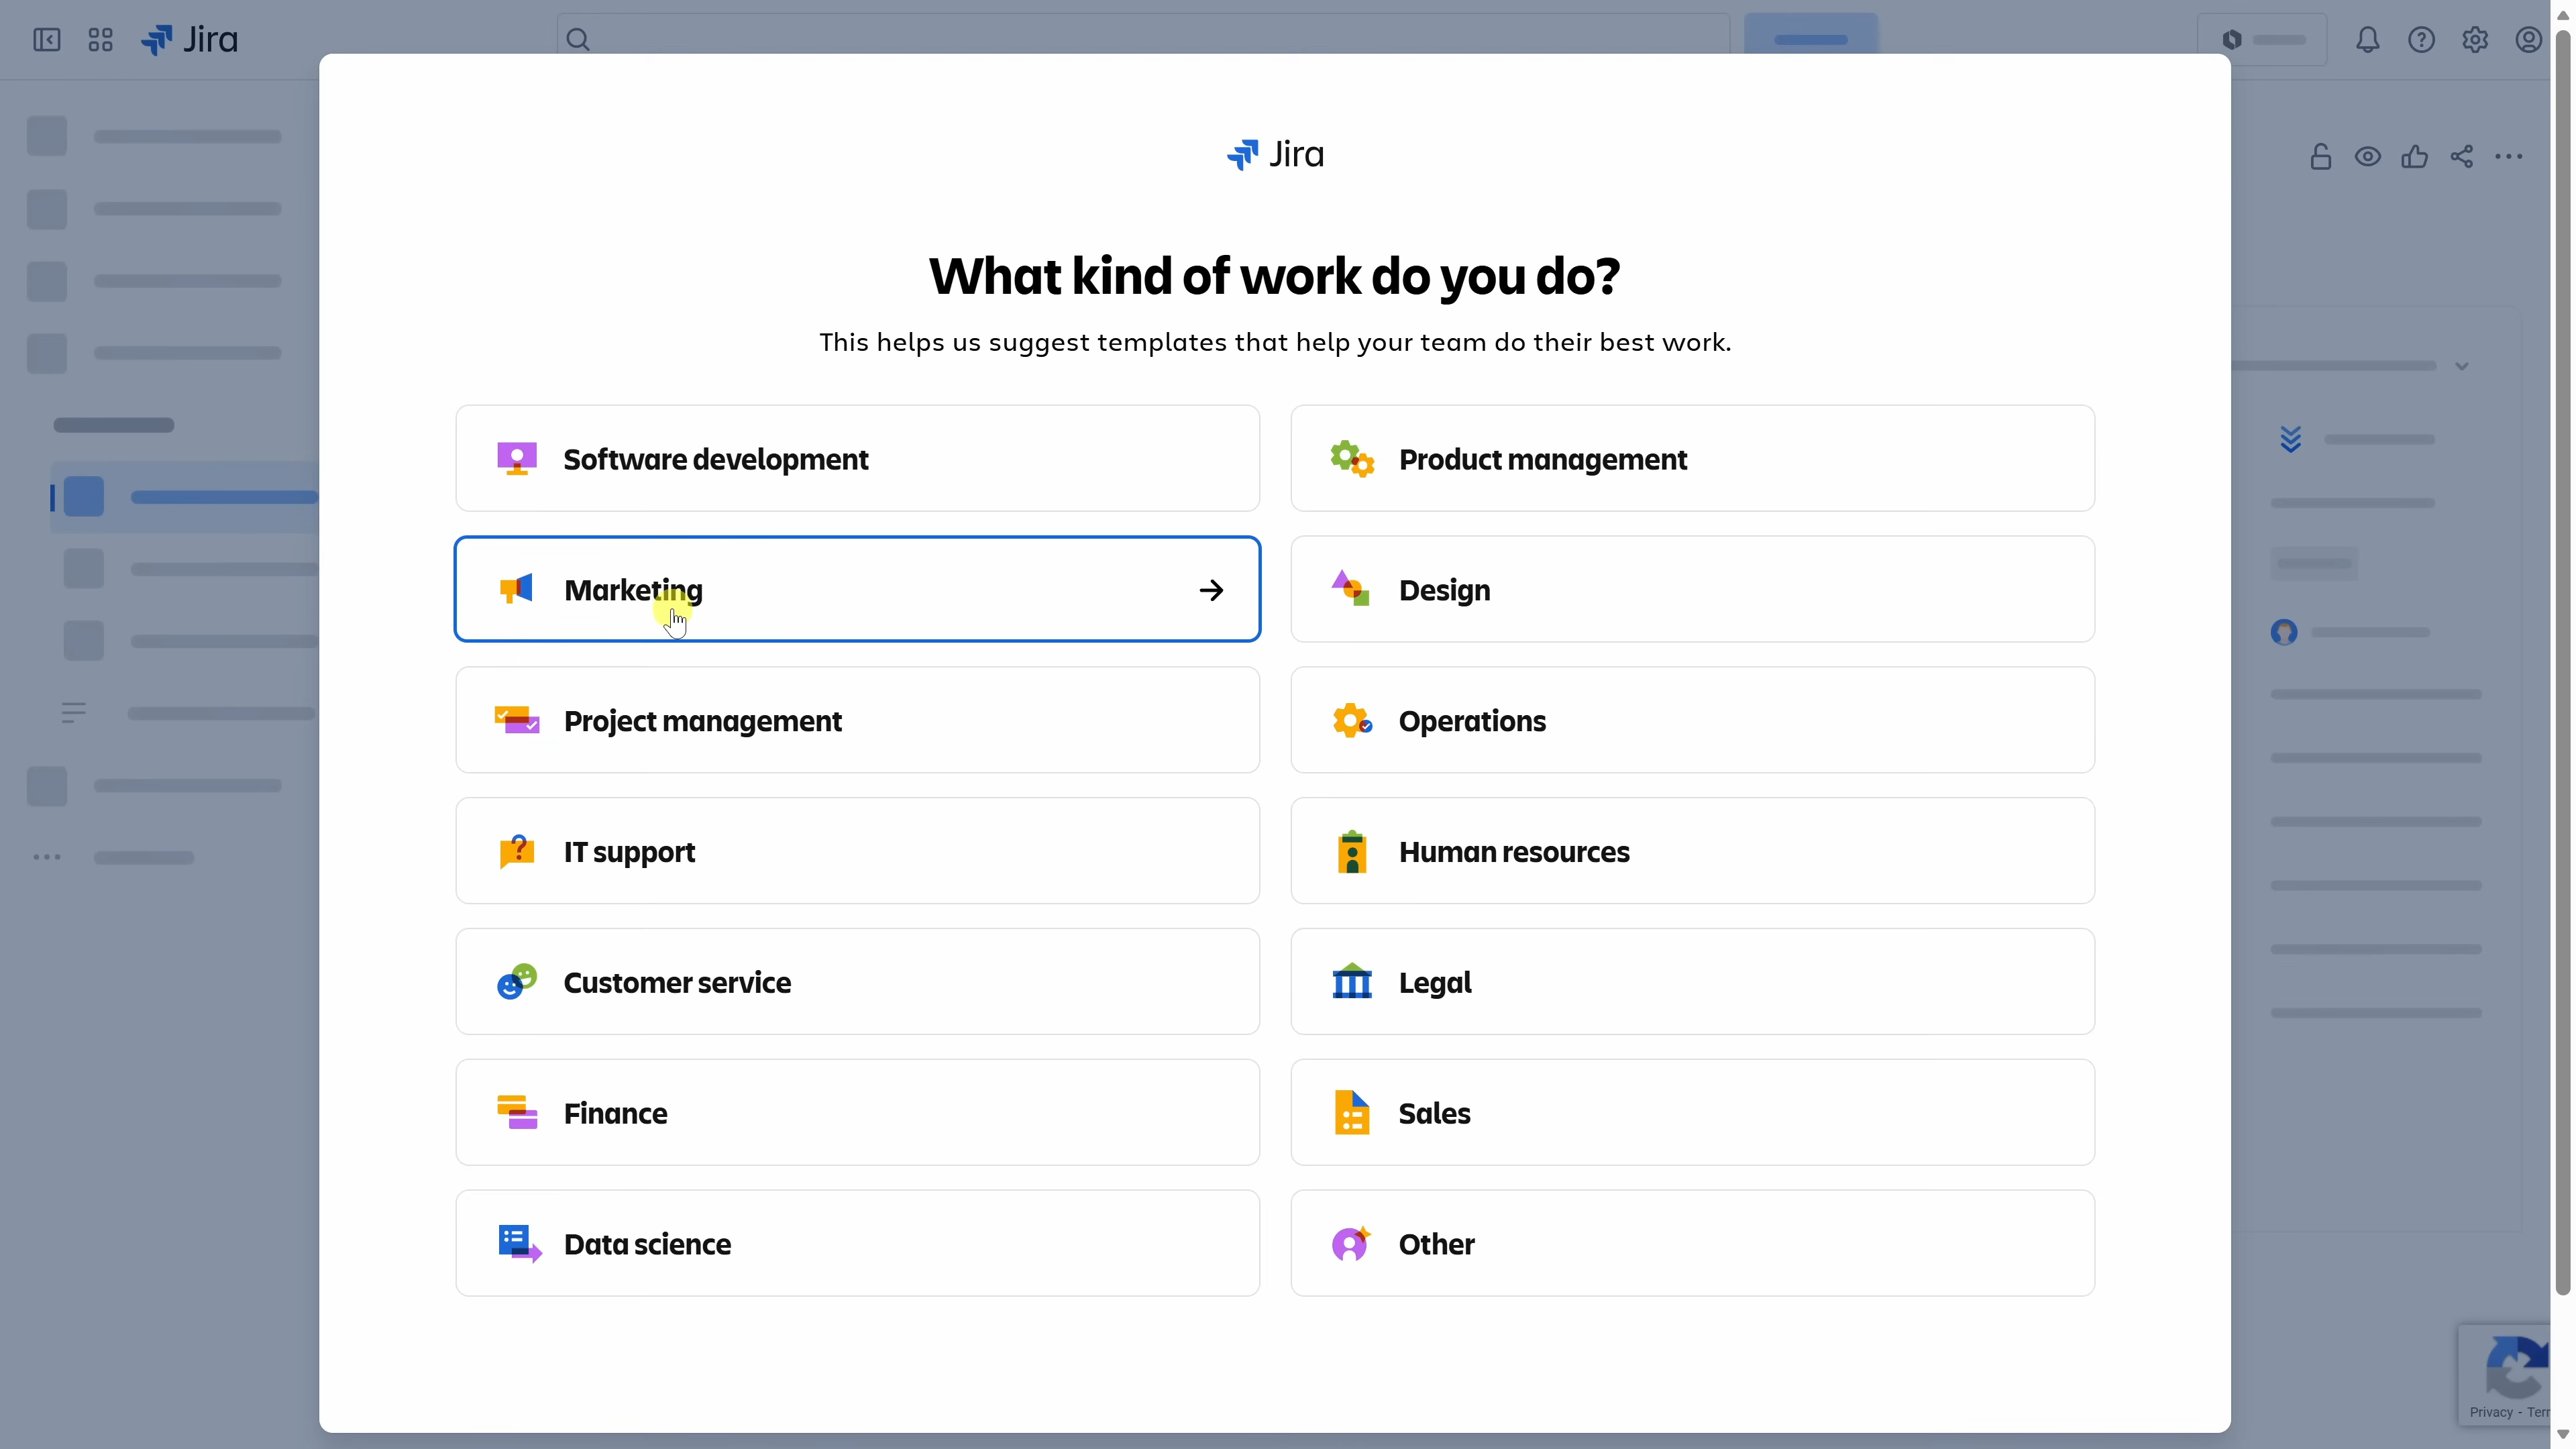 Jira
Jira
What kind of work do you do?
This helps us suggest templates that help your team do their best work.
Software development
Product management
Marketing
Design
Project management
Operations
IT support
Human resources
Customer service
Legal
Finance
Sales
Data science
Other
Privacy -